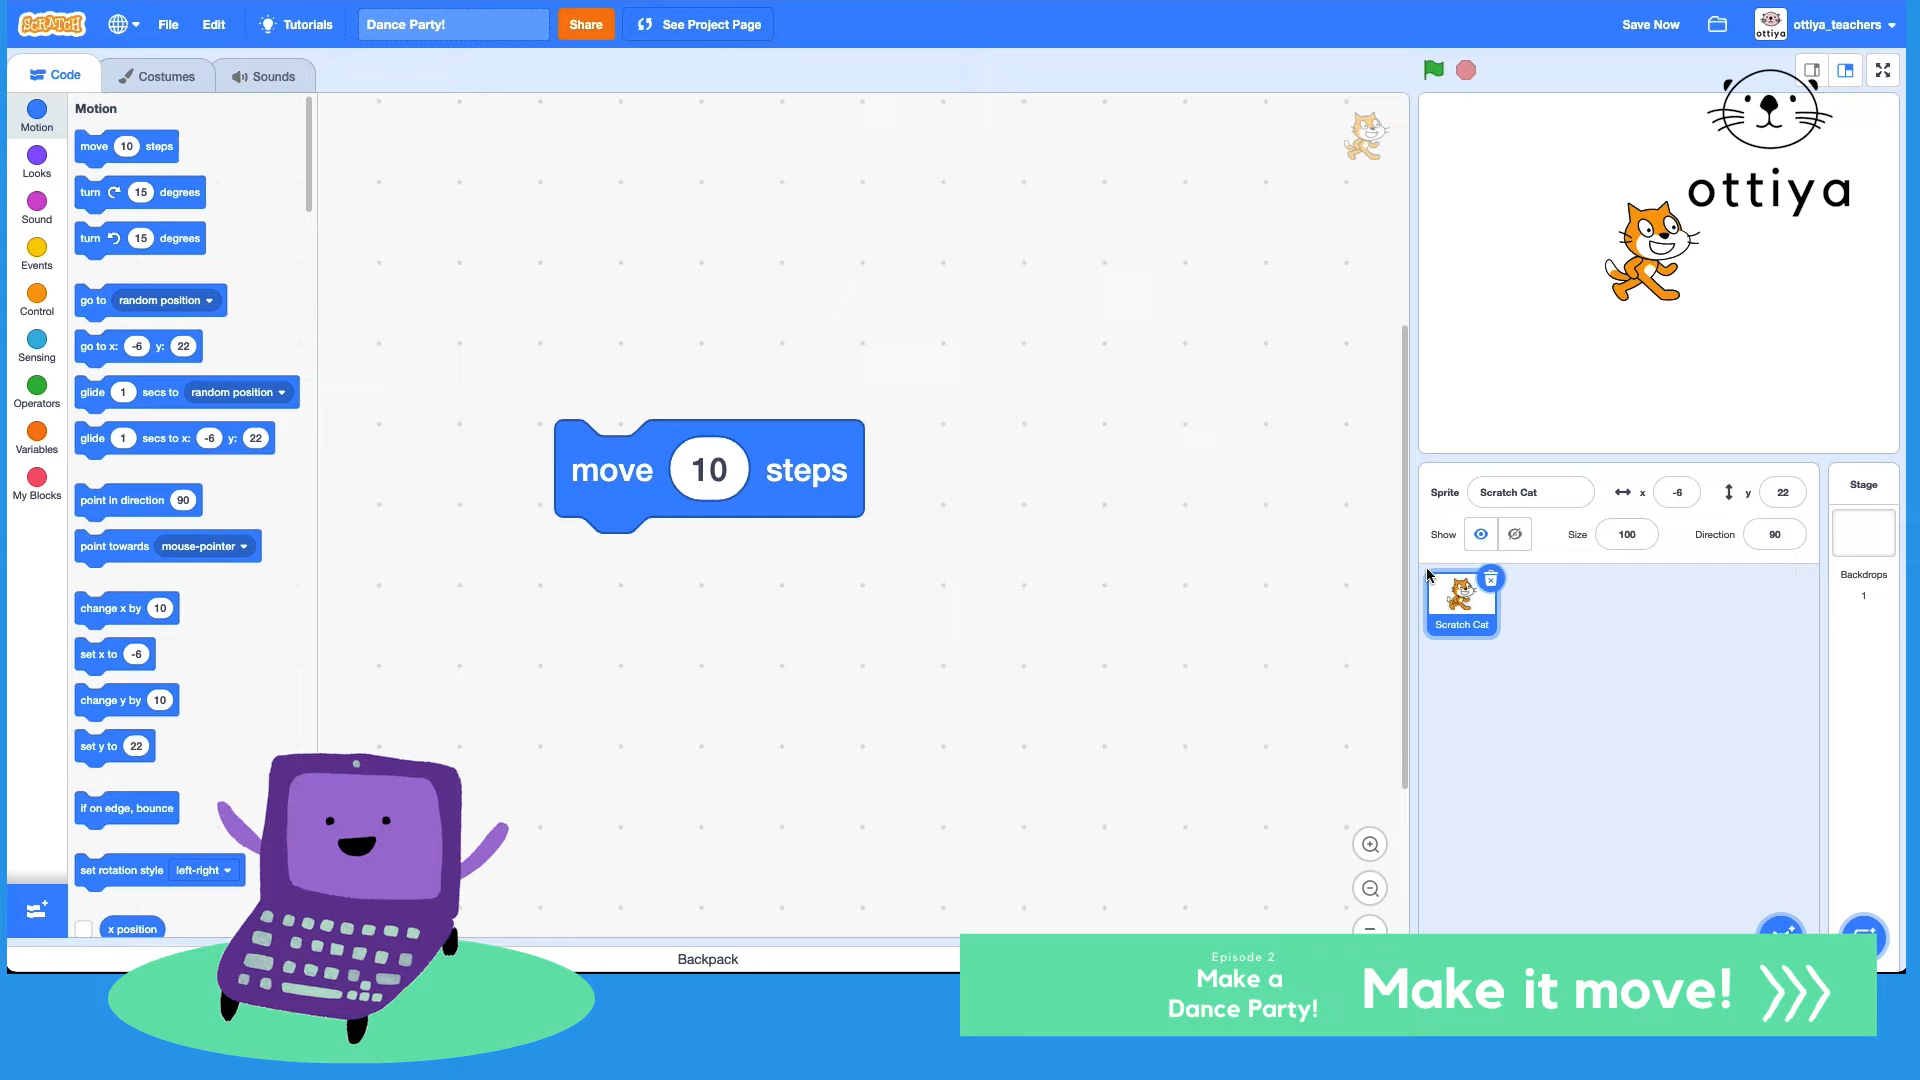 SCRATCH
File
Edit
Tutorials
Dance Party!
Share
See Project Page
Save Now
ottiya
ottiya_teachers
Code
Costumes
Sounds
Motion
Looks
Sound
Events
Control
Sensing
Operators
Variables
My Blocks
Motion
move 10 steps
turn 15 degrees
turn 15 degrees
go to random position
go to x: -6 y: 22
glide 1 secs to random position
glide 1 secs to x: -6 y: 22
point in direction 90
point towards mouse-pointer
change x by 10
set x to -6
change y by 10
set y to 22
if on edge, bounce
set rotation style left-right
x position
move 10 steps
ottiya
Sprite Scratch Cat x -6 y 22
Show Size 100 Direction 90
Scratch Cat
Stage
Backdrops
1
Backpack
Episode 2
Make a
Dance Party!
Make it move!